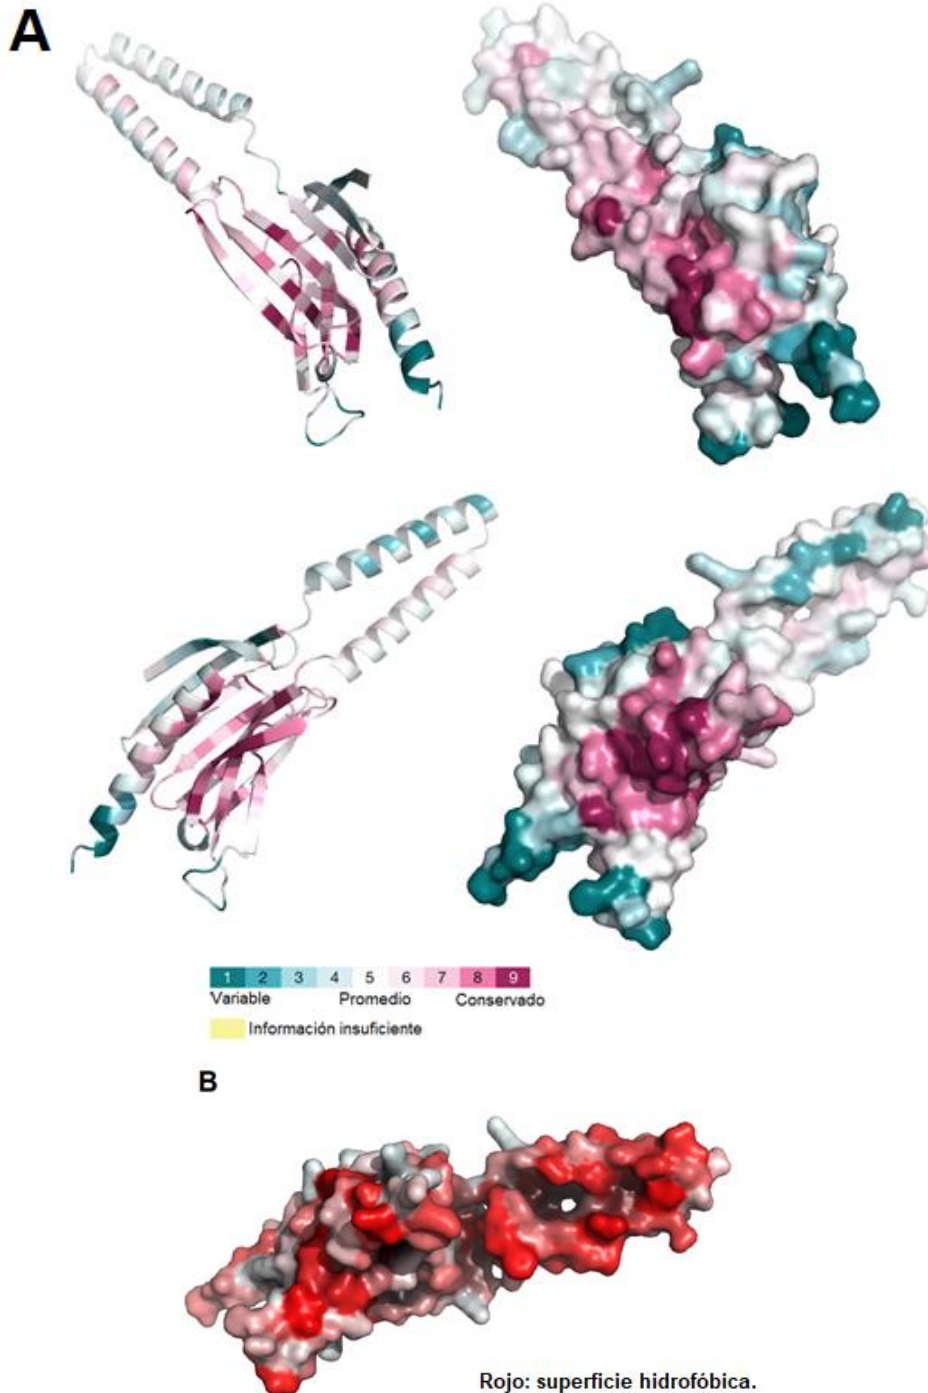 A
1 2 3 4 5 6 7 8 9
Variable Promedio Conservado
Información insuficiente
B
Rojo: superficie hidrofóbica.